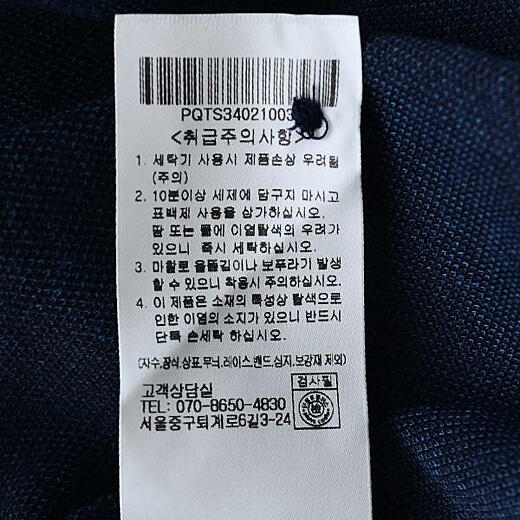 PQTS34021003
<취급주의사항>
1. 세탁기 사용시 제품손상 우려됨
(주의)
2. 10분이상 세제에 담구지 마시고
표백제 사용을 삼가하십시오.
땀 또는 물에 이염탈색의 우려가
있으니 즉시 세탁하십시오.
3. 마찰로 올뜯김이나 보푸라기 발생
할 수 있으니 착용시 주의하십시오.
4. 이 제품은 소재의 특성상 탈색으로
인한 이염의 소지가 있으니 반드시
단독 손세탁 하십시오.
(자수,장식,상표,무늬,레이스,밴드,심지,보강재 제외)
고객상담실
TEL: 070-8650-4830
서울중구퇴계로6길3-24
검사필